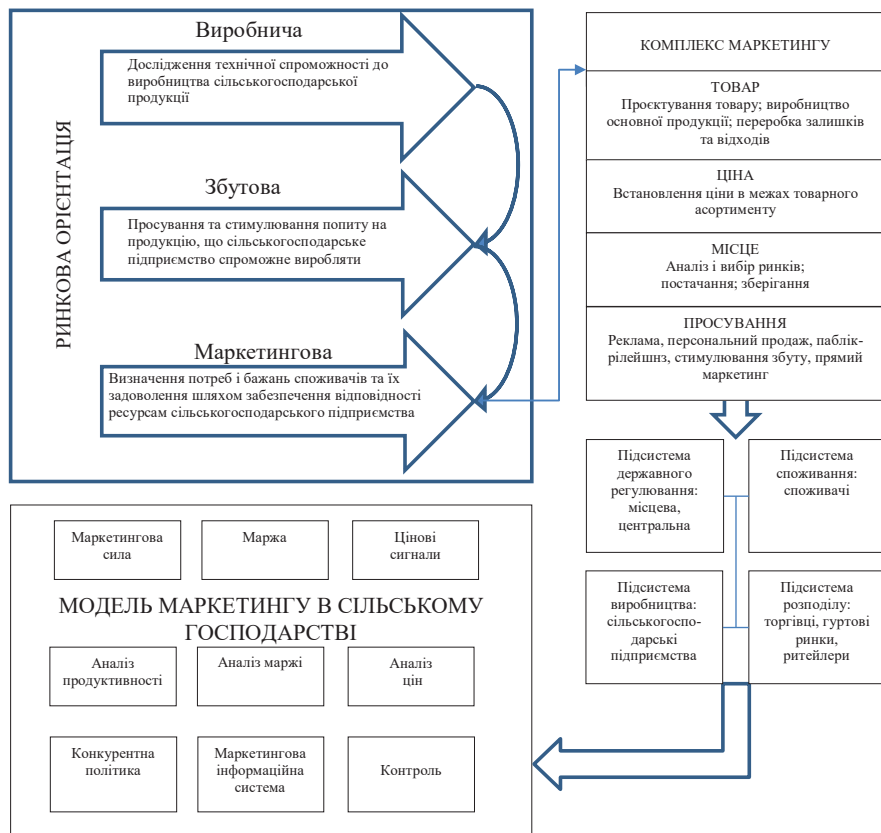 РИНКОВА ОРІЄНТАЦІЯ
Виробнича
Дослідження технічної спроможності до
виробництва сільськогосподарської
продукції
Збутова
Просування та стимулювання попиту на
продукцію, що сільськогосподарське
підприємство спроможне виробляти
Маркетингова
Визначення потреб і бажань споживачів та їх
задоволення шляхом забезпечення відповідності
ресурсам сільськогосподарського підприємства
КОМПЛЕКС МАРКЕТИНГУ
ТОВАР
Проєктування товару; виробництво
основної продукції; переробка залишків
та відходів
ЦІНА
Встановлення ціни в межах товарного
асортименту
МІСЦЕ
Аналіз і вибір ринків;
постачання; зберігання
ПРОСУВАННЯ
Реклама, персональний продаж, паблік-
рілейшнз, стимулювання збуту, прямий
маркетинг
Підсистема
державного
регулювання:
місцева,
центральна
Підсистема
споживання:
споживачі
Підсистема
виробництва:
сільськогоспо-
дарські
підприємства
Підсистема
розподілу:
торгівці, гуртові
ринки,
ритейлери
Маркетингова
сила
Маржа
Цінові
сигнали
МОДЕЛЬ МАРКЕТИНГУ В СІЛЬСЬКОМУ
ГОСПОДАРСТВІ
Аналіз
продуктивності
Аналіз маржі
Аналіз
цін
Конкурентна
політика
Маркетингова
інформаційна
система
Контроль